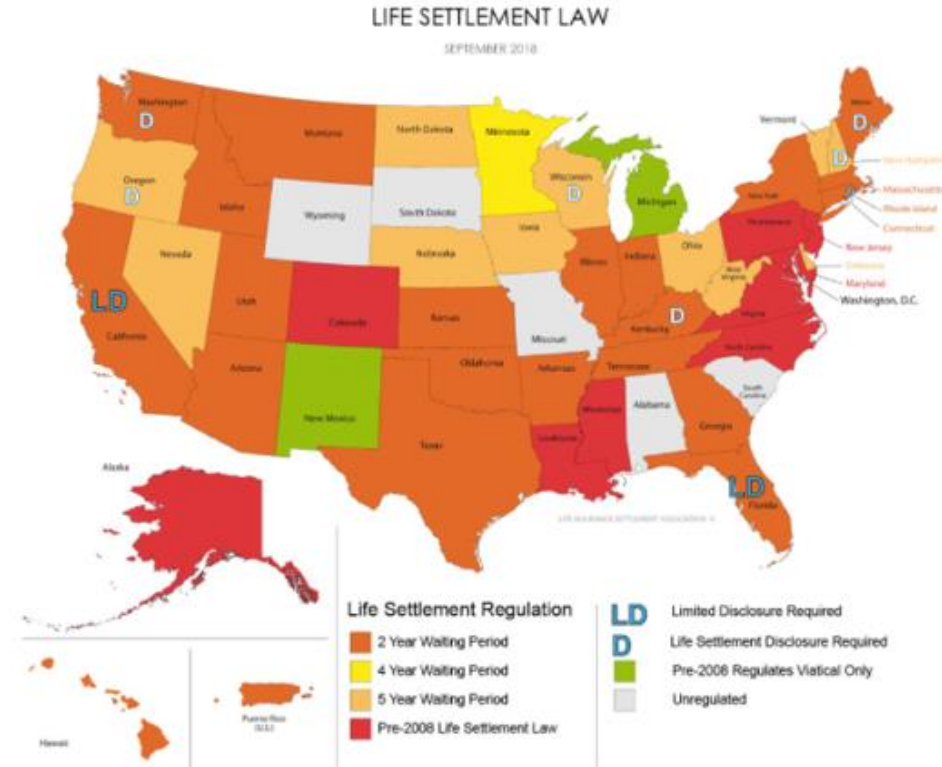 LIFE SETTLEMENT LAW
SEPTEMBER 2018
Washington
D
Montana
North Dakota
Minnesota
Vermont
Maine
D
Oregon
D
Idaho
Wyoming
South Dakota
Wisconsin
D
Michigan
New York
D
New Hampshire
Massachusetts
Rhode Island
Connecticut
Nevada
Utah
Colorado
Nebraska
Iowa
Illinois
Indiana
Ohio
West
Virginia
Pennsylvania
New Jersey
Delaware
Maryland
Washington, D.C.
LD
California
Kansas
Missouri
Kentucky
D
Virginia
North Carolina
Arizona
New Mexico
Oklahoma
Arkansas
Tennessee
South
Carolina
Texas
Louisiana
Mississippi
Alabama
Georgia
LD
Florida
Alaska
LIFE INSURANCE SETTLEMENT ASSOCIATION ©
Hawaii
Puerto Rico
(U.S.)
Life Settlement Regulation
2 Year Waiting Period
4 Year Waiting Period
5 Year Waiting Period
Pre-2008 Life Settlement Law
LD Limited Disclosure Required
D Life Settlement Disclosure Required
Pre-2008 Regulates Viatical Only
Unregulated